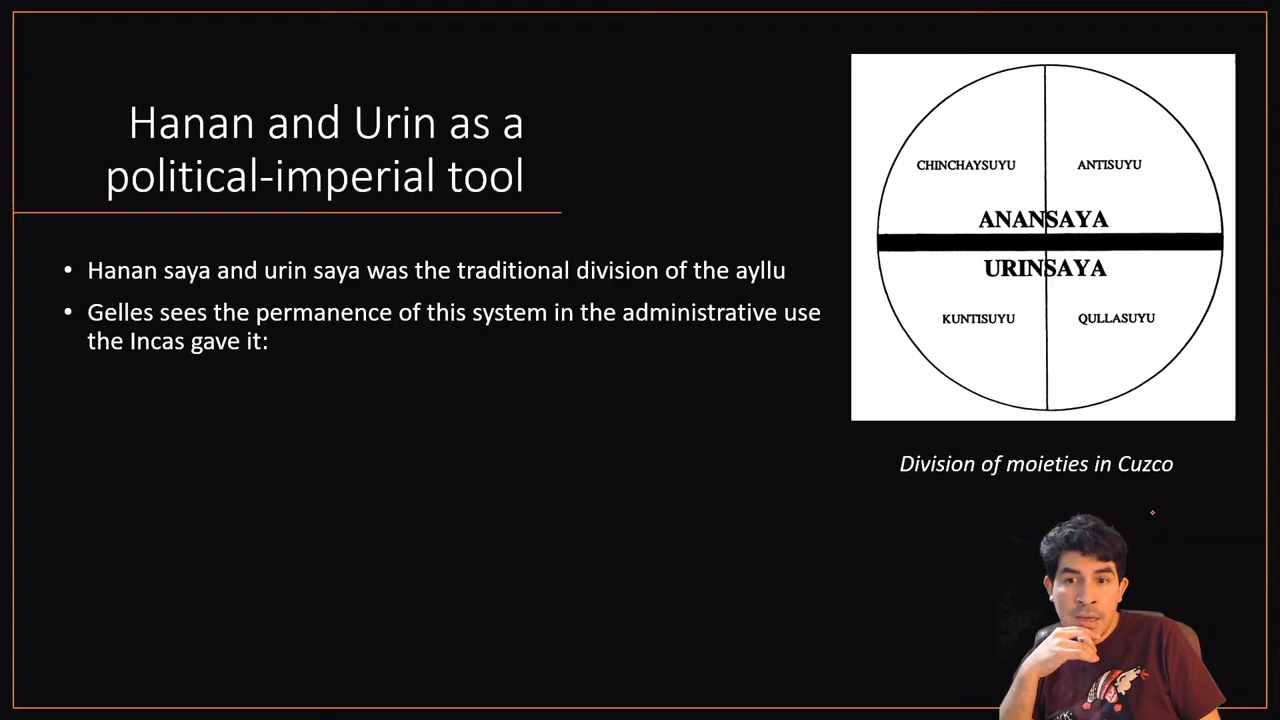 Hanan and Urin as a
political-imperial tool
• Hanan saya and urin saya was the traditional division of the ayllu
• Gelles sees the permanence of this system in the administrative use
the Incas gave it:
CHINCHAYSUYU ANTISUYU
ANANSAYA
URINSAYA
KUNTISUYU QULLASUYU
Division of moieties in Cuzco